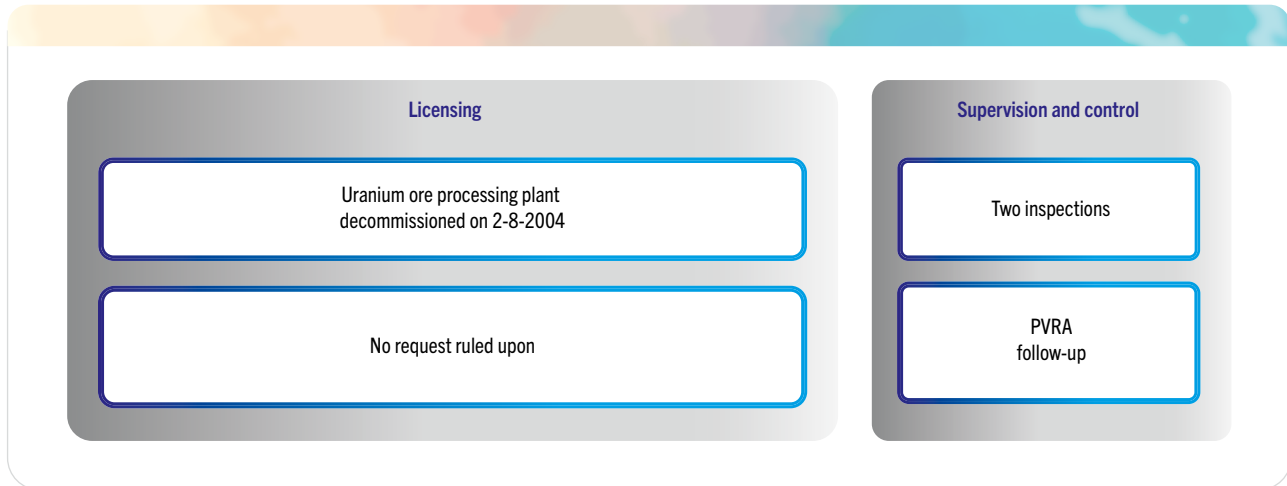 Licensing
Uranium ore processing plant
decommissioned on 2-8-2004
No request ruled upon
Supervision and control
Two inspections
PVRA
follow-up